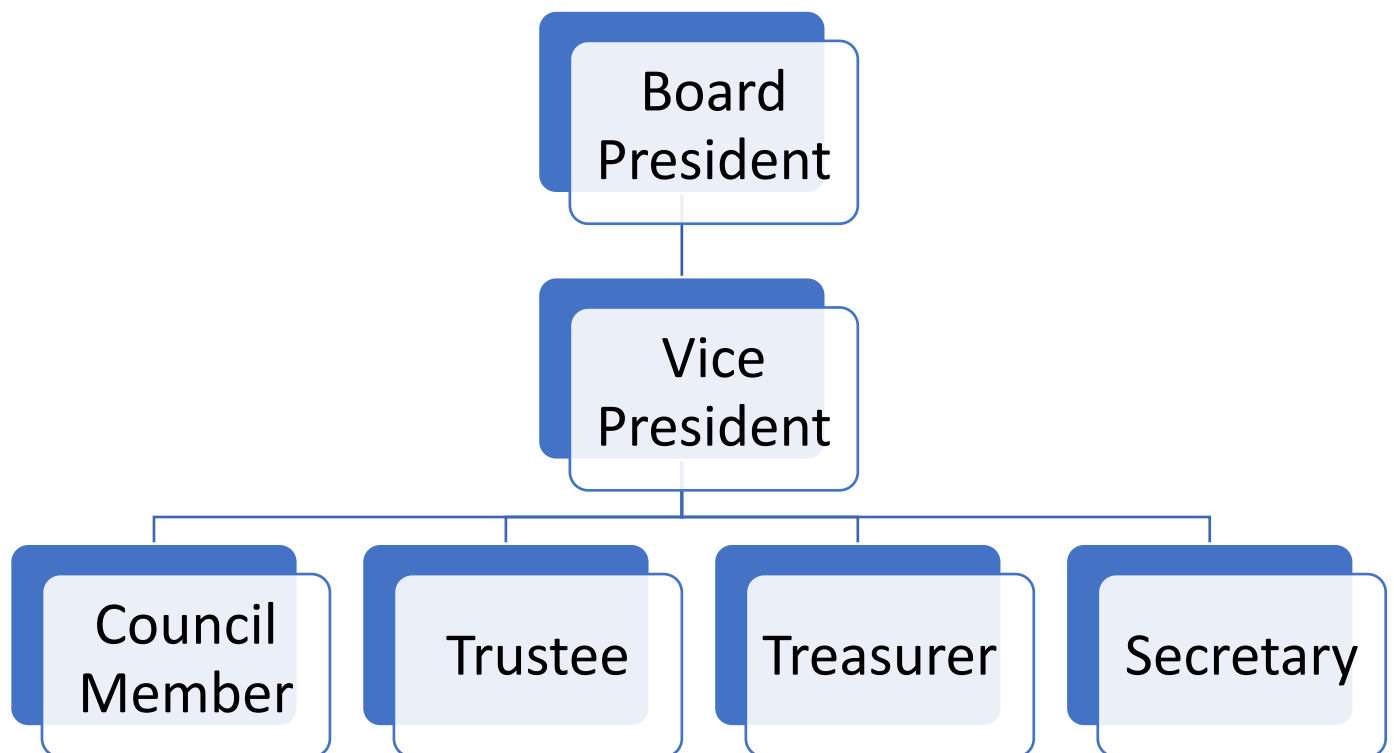 Board
President
Vice
President
Council
Member
Trustee
Treasurer
Secretary